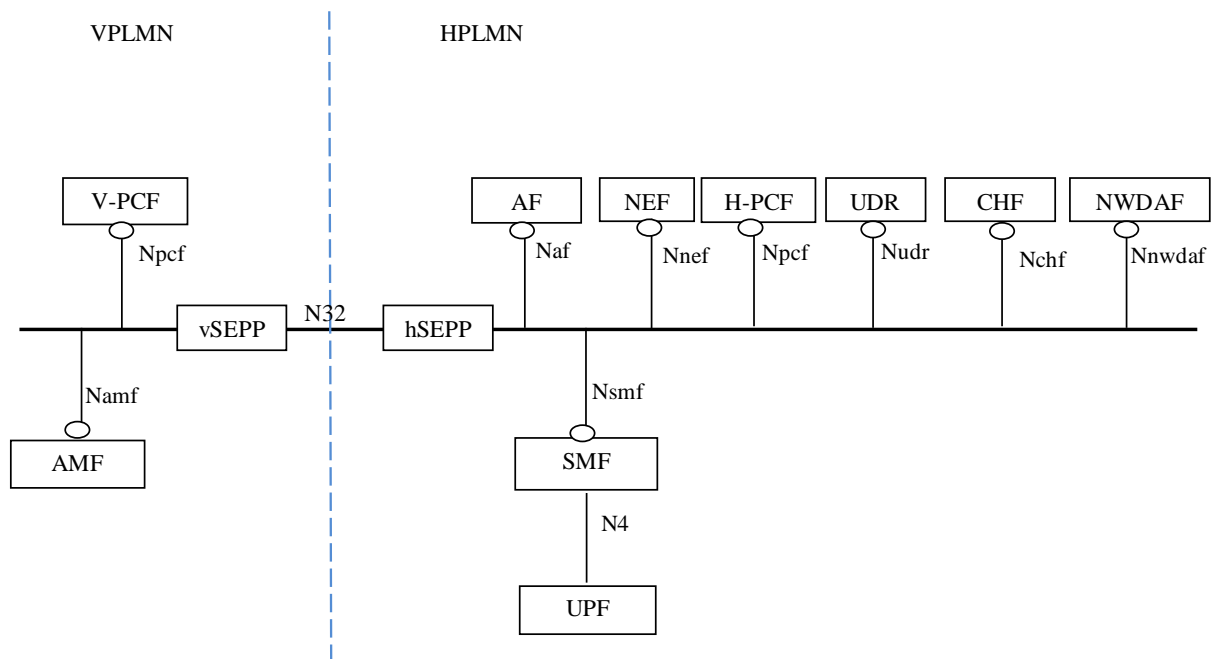 VPLMN
HPLMN
V-PCF
AF
NEF
H-PCF
UDR
CHF
NWDAF
Npcf
Naf
Nnef
Npcf
Nudr
Nchf
Nnwdaf
vSEPP
N32
hSEPP
Namf
Nsmf
AMF
SMF
N4
UPF